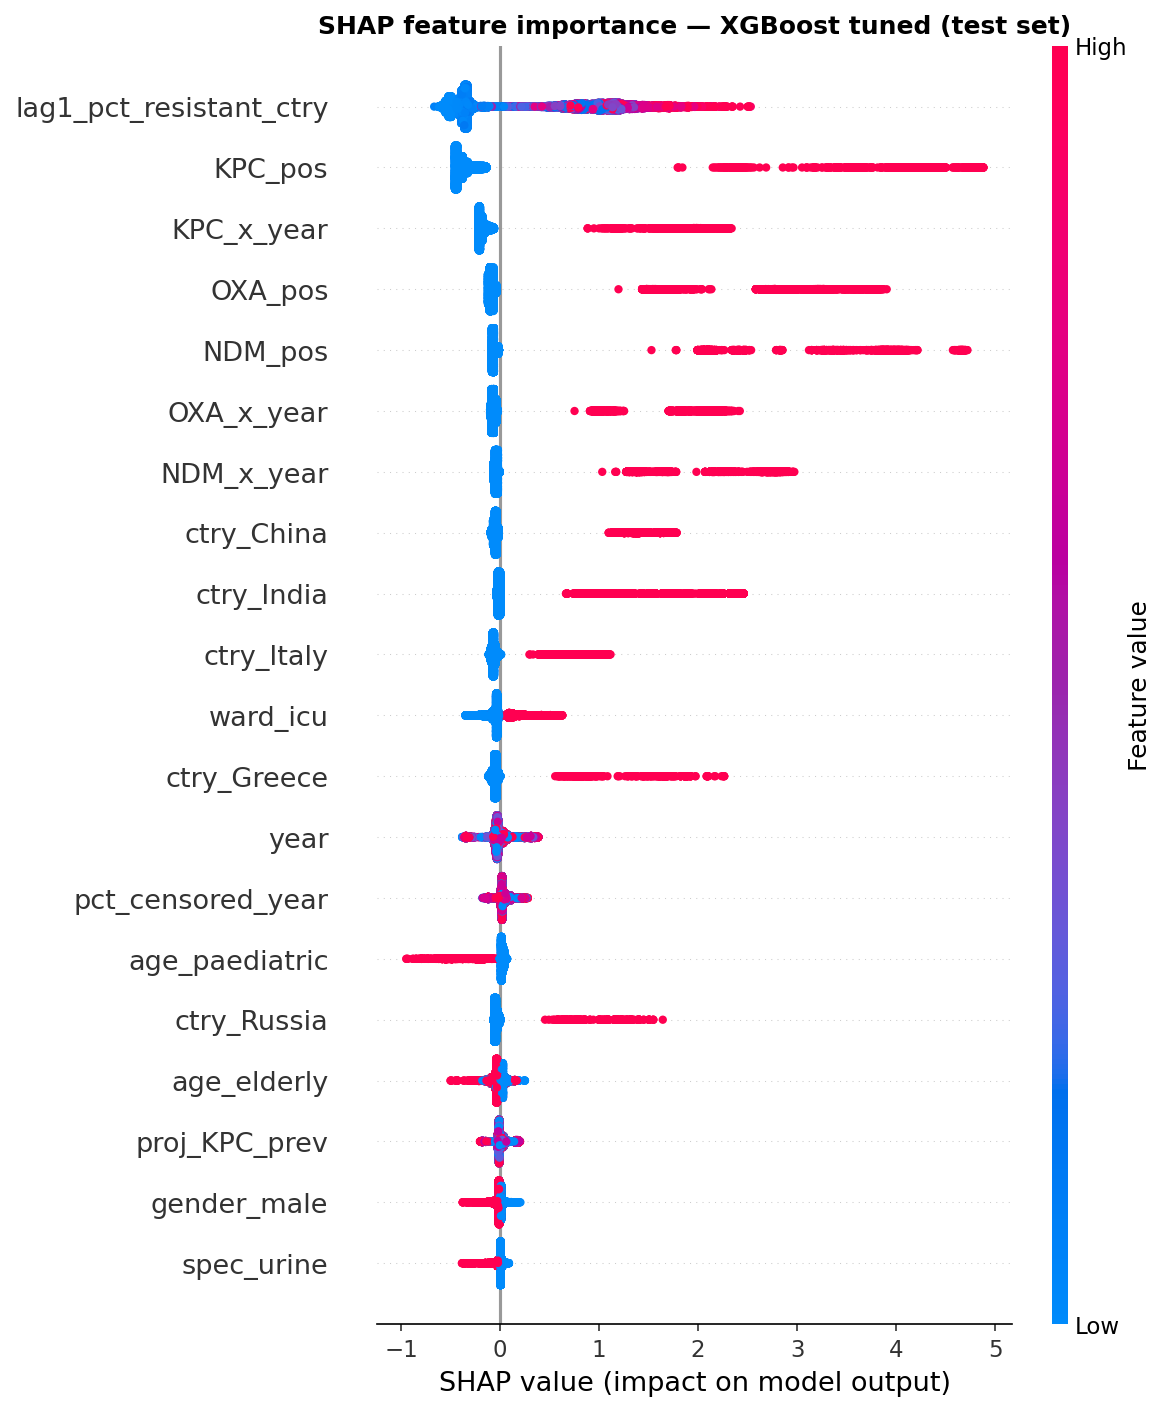 SHAP feature importance — XGBoost tuned (test set)
High
lag1_pct_resistant_ctry
KPC_pos
KPC_x_year
OXA_pos
NDM_pos
OXA_x_year
NDM_x_year
ctry_China
ctry_India
ctry_Italy
ward_icu
ctry_Greece
year
pct_censored_year
age_paediatric
ctry_Russia
age_elderly
proj_KPC_prev
gender_male
spec_urine
Feature value
Low
−1 0 1 2 3 4 5
SHAP value (impact on model output)